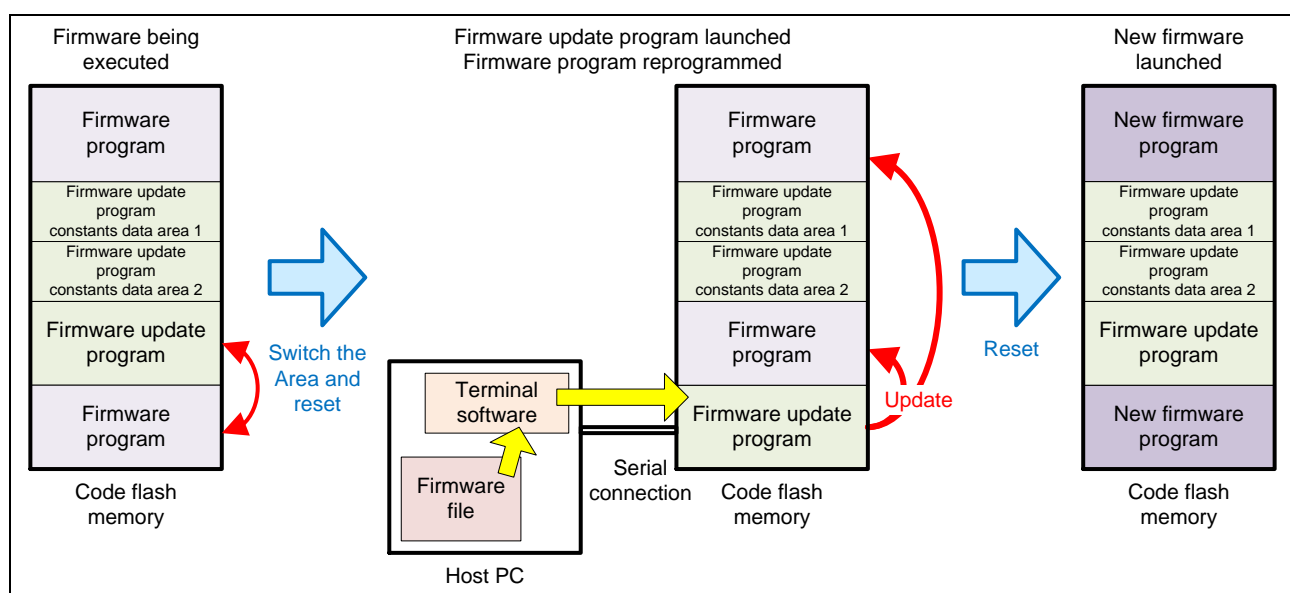 Firmware being
executed
Firmware update program launched
Firmware program reprogrammed
New firmware
launched
Firmware
program
Firmware update
program
constants data area 1
Firmware update
program
constants data area 2
Firmware update
program
Firmware
program
Code flash
memory
Switch the
Area and
reset
Terminal
software
Firmware
file
Host PC
Serial
connection
Firmware
program
Firmware update
program
constants data area 1
Firmware update
program
constants data area 2
Firmware
program
Firmware update
program
Code flash
memory
Update
Reset
New firmware
program
Firmware update
program
constants data area 1
Firmware update
program
constants data area 2
Firmware update
program
New firmware
program
Code flash
memory